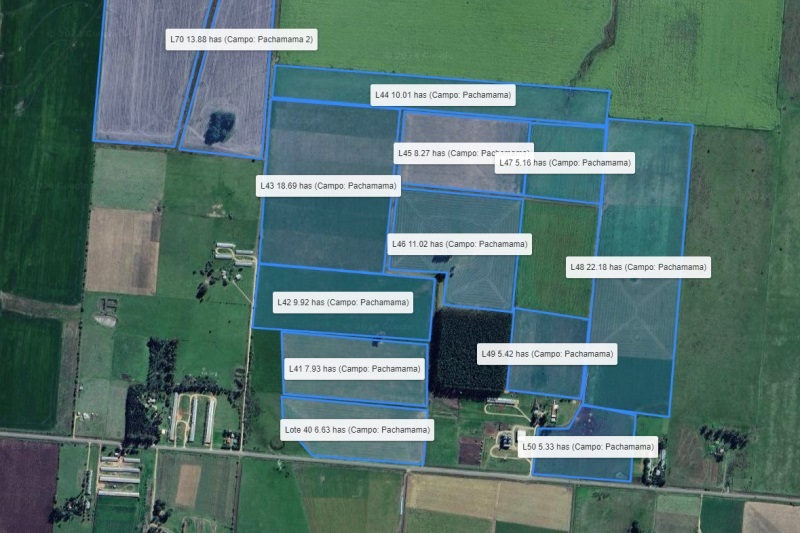 L70 13.88 has (Campo: Pachamama 2)
L44 10.01 has (Campo: Pachamama)
L45 8.27 has (Campo: Pachamama)
L47 5.16 has (Campo: Pachamama)
L43 18.69 has (Campo: Pachamama)
L46 11.02 has (Campo: Pachamama)
L48 22.18 has (Campo: Pachamama)
L42 9.92 has (Campo: Pachamama)
L49 5.42 has (Campo: Pachamama)
L41 7.93 has (Campo: Pachamama)
Lote 40 6.63 has (Campo: Pachamama)
L50 5.33 has (Campo: Pachamama)